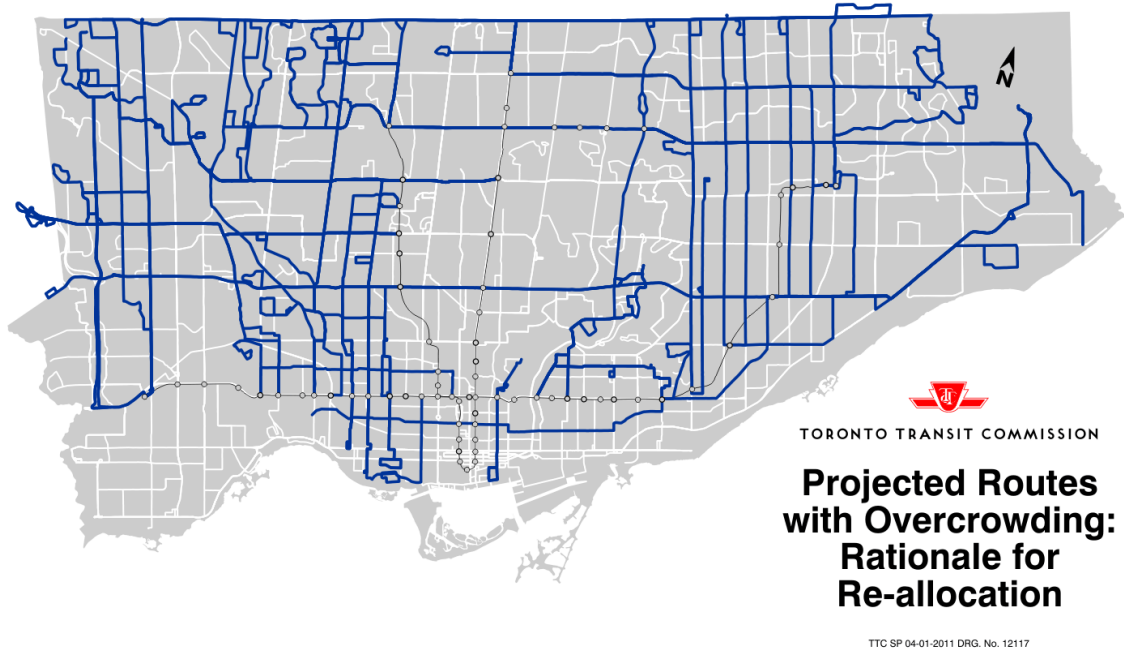 N
TTC
TORONTO TRANSIT COMMISSION
Projected Routes
with Overcrowding:
Rationale for
Re-allocation
TTC SP 04-01-2011 DRG. No. 12117